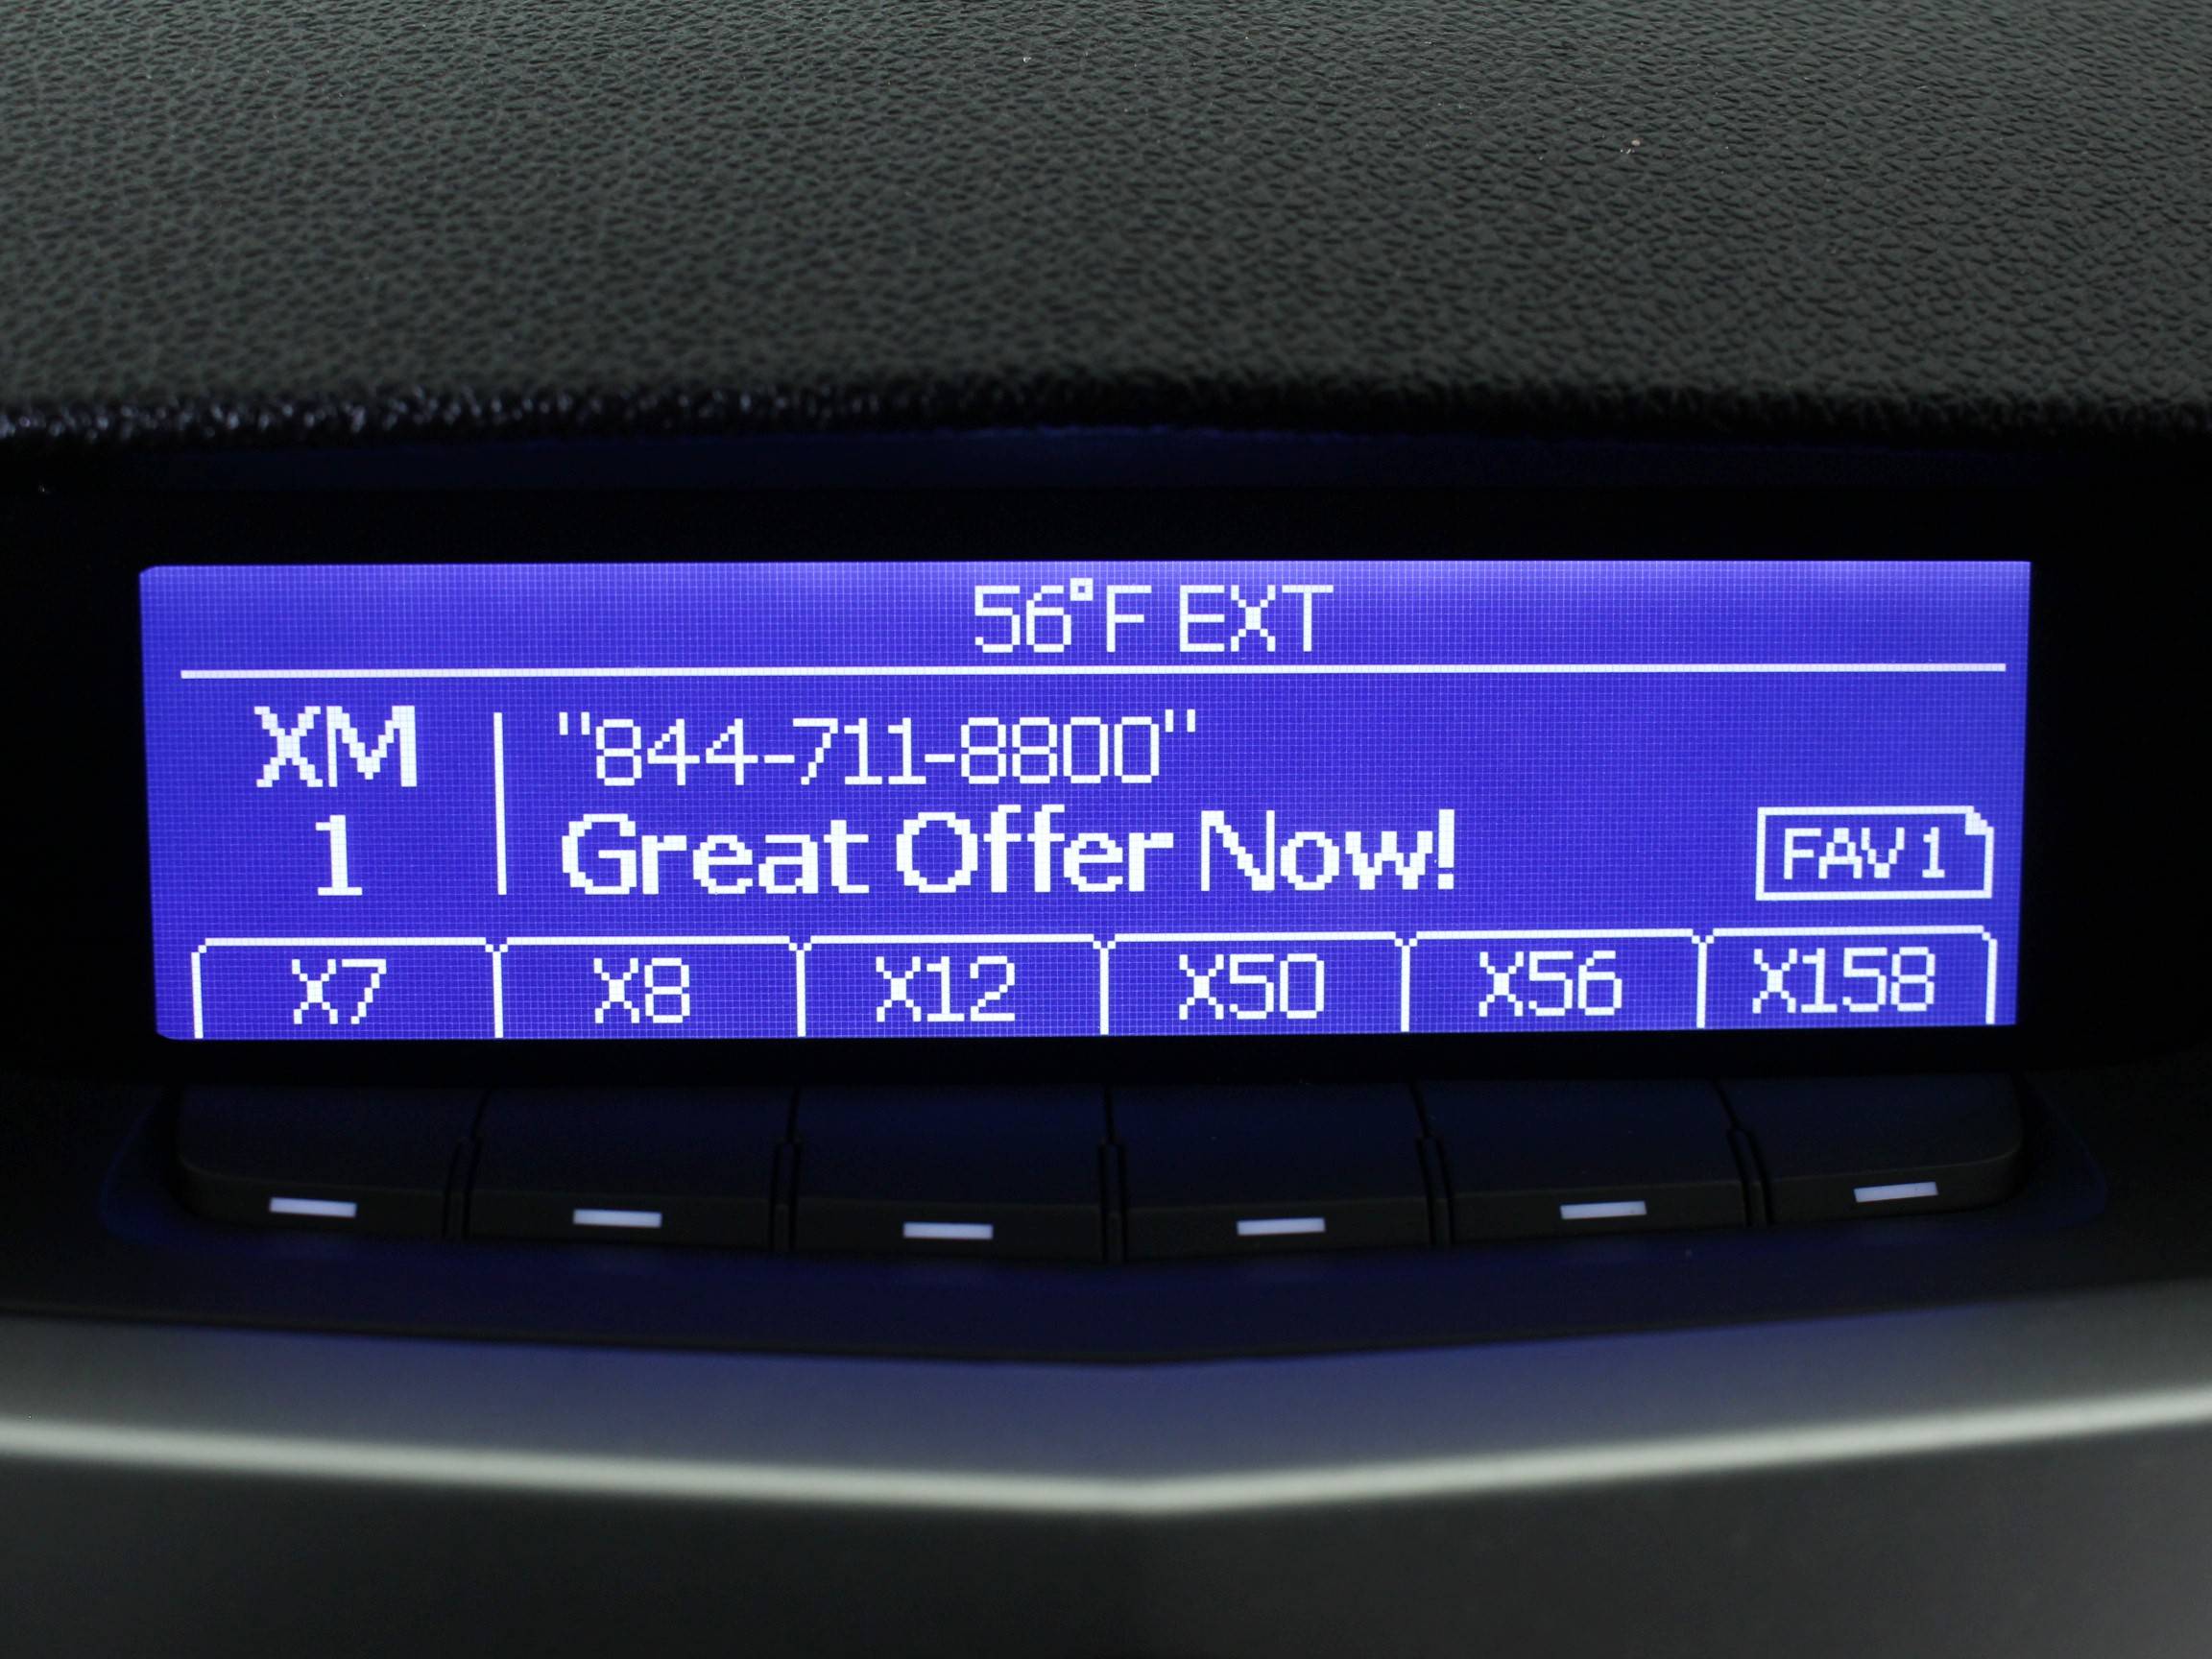 56°F EXT
XM
1
"844-711-8800"
Great Offer Now!
FAV 1
X7 X8 X12 X50 X56 X158